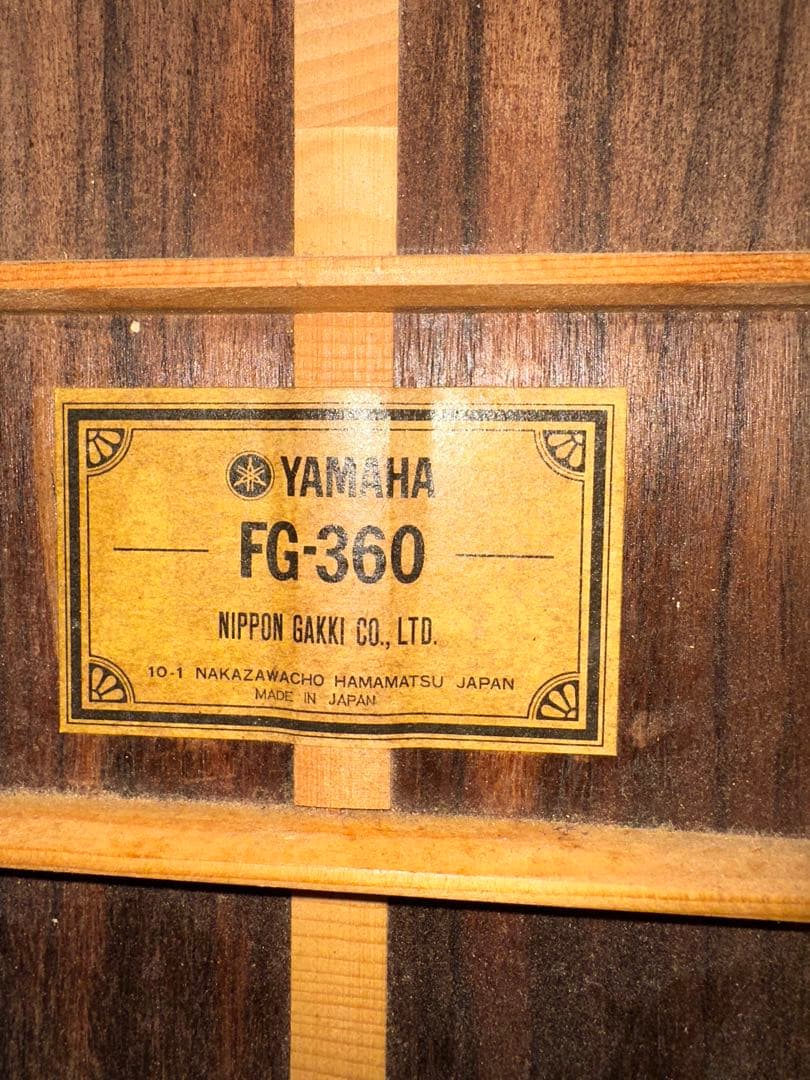 YAMAHA
FG-360
NIPPON GAKKI CO., LTD.
10-1 NAKAZAWACHO HAMAMATSU JAPAN
MADE IN JAPAN